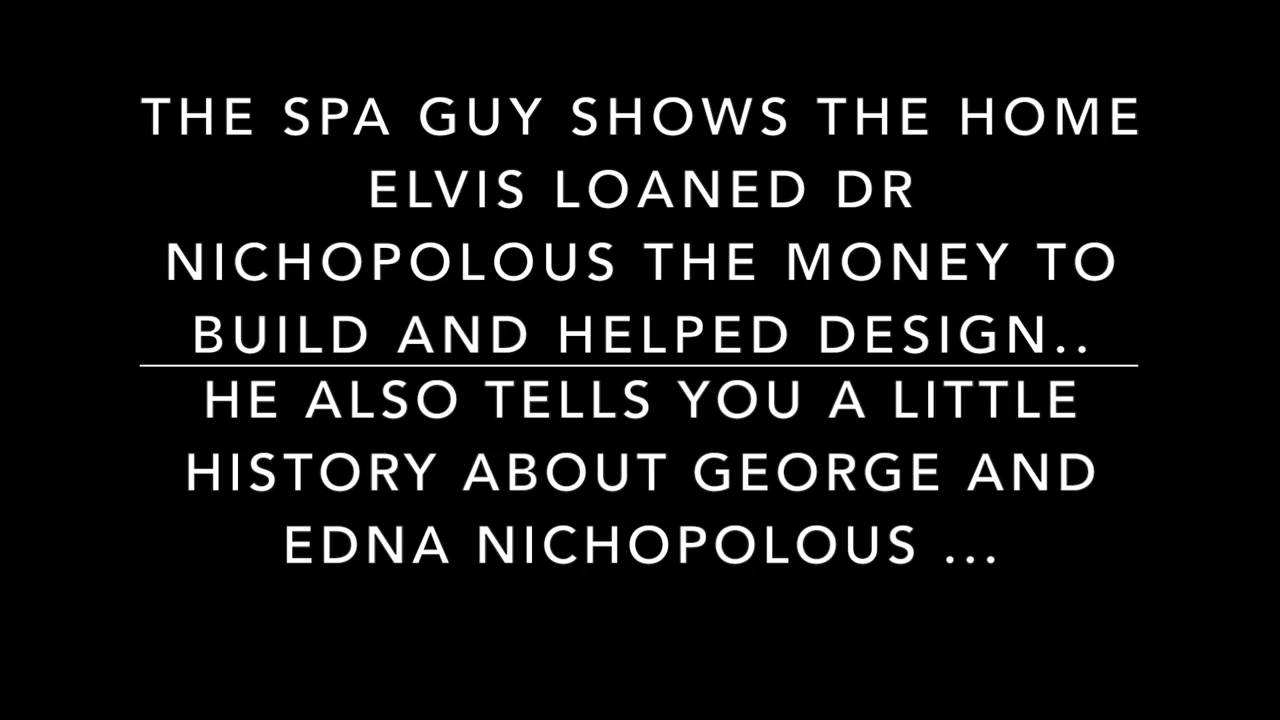 THE SPA GUY SHOWS THE HOME
ELVIS LOANED DR
NICHOPOLOUS THE MONEY TO
BUILD AND HELPED DESIGN..
HE ALSO TELLS YOU A LITTLE
HISTORY ABOUT GEORGE AND
EDNA NICHOPOLOUS ...